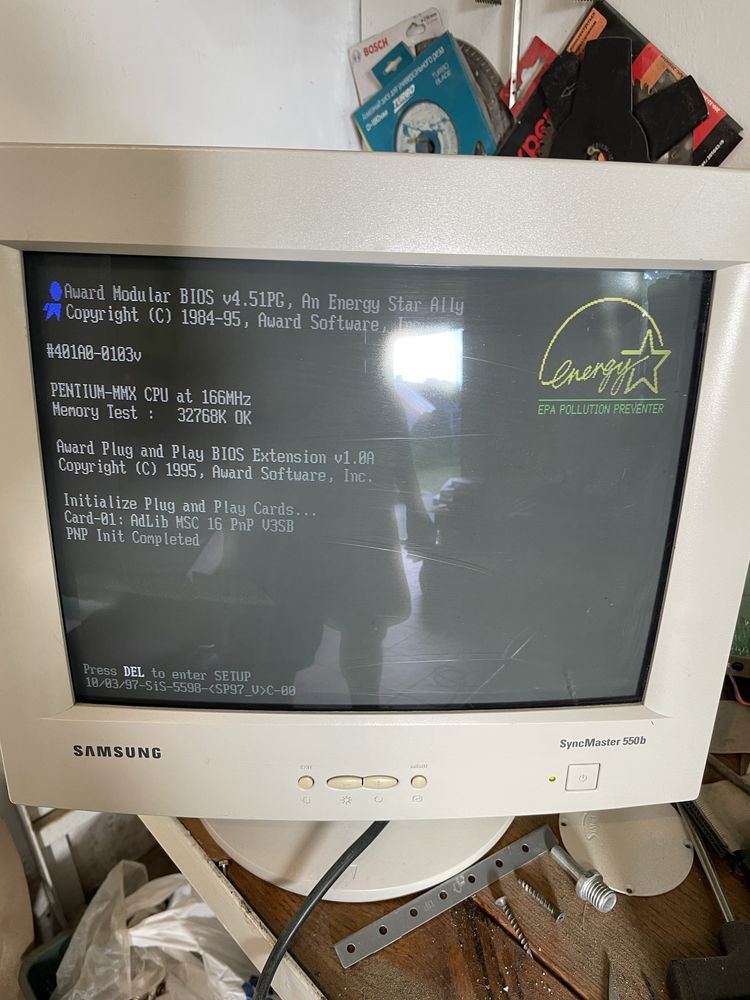 BOSCH
TURBO
Award Modular BIOS v4.51PG, An Energy Star Ally
Copyright (C) 1984-95, Award Software,
#401A0-0103v
energy
EPA POLLUTION PREVENTER
PENTIUM-MMX CPU at 166MHz
Memory Test : 32768K OK
Award Plug and Play BIOS Extension v1.0A
Copyright (C) 1995, Award Software, Inc.
Initialize Plug and Play Cards...
Card-01: AdLib MSC 16 PnP V3SB
PNP Init Completed
Press DEL to enter SETUP
10/03/97-SiS-5598-<SP97_V>C-00
SAMSUNG
SyncMaster 550b
EXIT
MENU